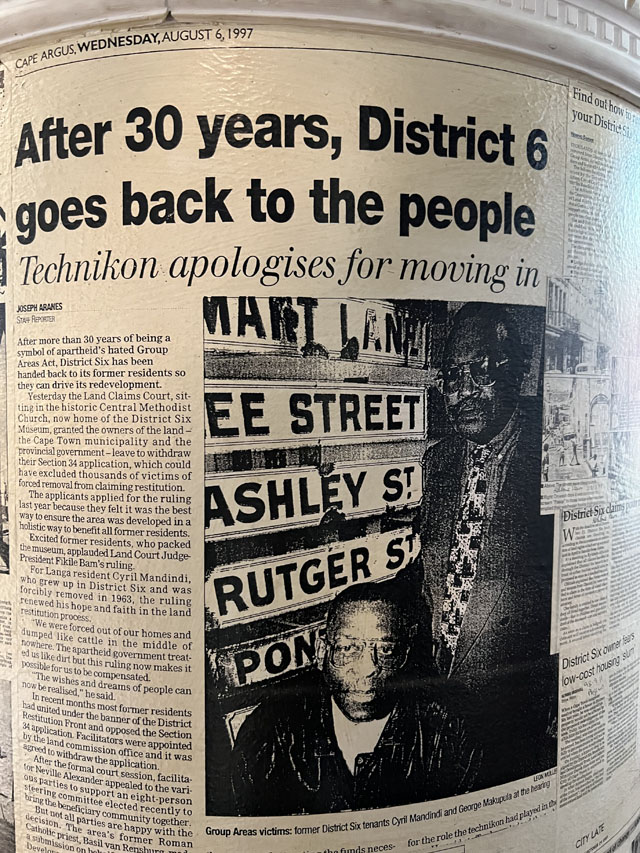 CAPE ARGUS, WEDNESDAY, AUGUST 6, 1997
After 30 years, District 6
goes back to the people
Technikon apologises for moving in
JOSEPH ARANES
STAFF REPORTER
After more than 30 years of being a
symbol of apartheid's hated Group
Areas Act, District Six has been
handed back to its former residents so
they can drive its redevelopment.
Yesterday the Land Claims Court, sit-
ting in the historic Central Methodist
Church, now home of the District Six
Museum, granted the owners of the land –
the Cape Town municipality and the
provincial government – leave to withdraw
their Section 34 application, which could
have excluded thousands of victims of
forced removal from claiming restitution.
The applicants applied for the ruling
last year because they felt it was the best
way to ensure the area was developed in a
holistic way to benefit all former residents.
Excited former residents, who packed
the museum, applauded Land Court Judge-
President Fikile Bam's ruling.
For Langa resident Cyril Mandindi,
who grew up in District Six and was
forcibly removed in 1963, the ruling
renewed his hope and faith in the land
restitution process.
"We were forced out of our homes and
dumped like cattle in the middle of
nowhere. The apartheid government treat-
ed us like dirt but this ruling now makes it
possible for us to be compensated.
"The wishes and dreams of people can
now be realised," he said.
In recent months most former residents
had united under the banner of the District
Restitution Front and opposed the Section
34 application. Facilitators were appointed
by the land commission office and it was
agreed to withdraw the application.
After the formal court session, facilita-
tor Neville Alexander appealed to the vari-
ous parties to support an eight-person
steering committee elected recently to
bring the beneficiary community together.
But not all parties are happy with the
decision. The area's former Roman
Catholic priest, Basil van Rensburg, made
a submission on
MART LANE
EE STREET
ASHLEY ST.
RUTGER ST
PON
Group Areas victims: former District Six tenants Cyril Mandindi and George Makupula at the hearing
the funds neces-
for the role the technikon had played in the
Find out how to
your District Si
District Six claims
W
District Six owner fears
low-cost housing 'slum'
CITY LATE